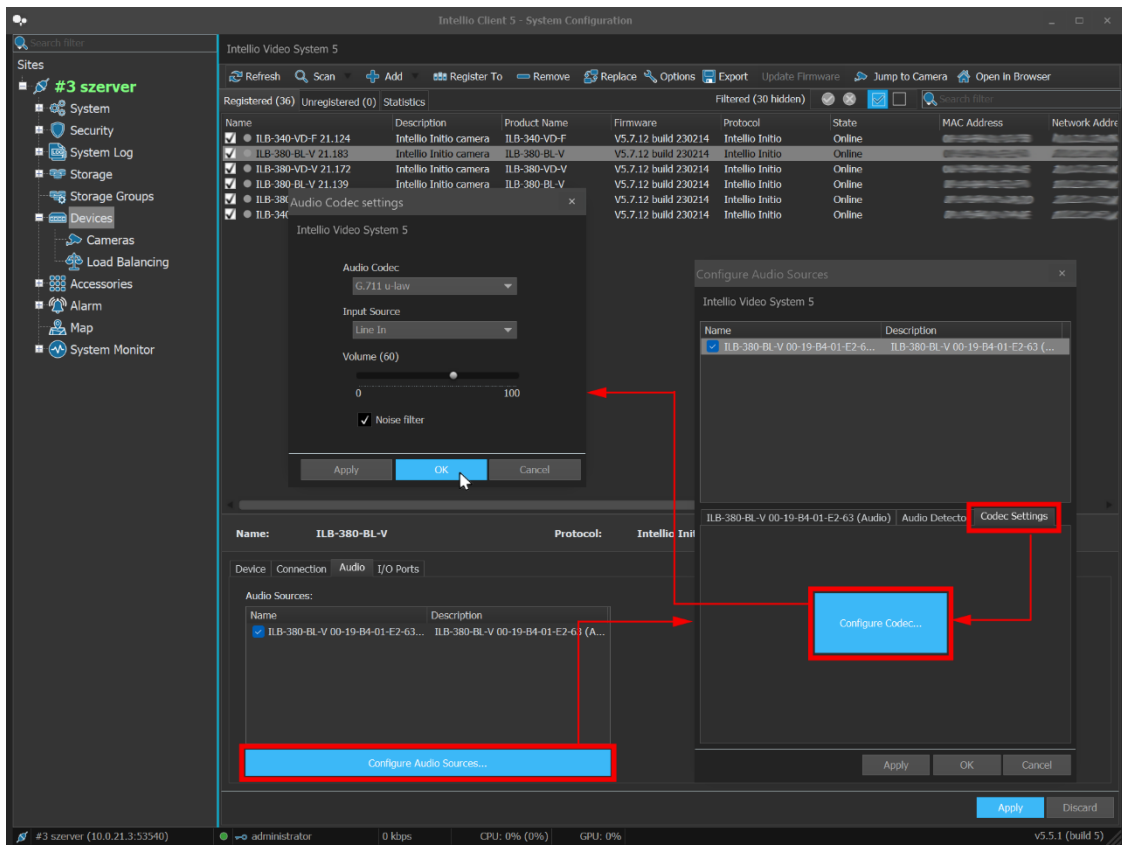 Intellio Client 5 - System Configuration
Search filter
Sites
#3 szerver
System
Security
System Log
Storage
Storage Groups
Devices
Cameras
Load Balancing
Accessories
Alarm
Map
System Monitor
Intellio Video System 5
Refresh Scan Add Register To Remove Replace Options Export Update Firmware Jump to Camera Open in Browser
Registered (36) Unregistered (0) Statistics Filtered (30 hidden) Search filter
Name Description Product Name Firmware Protocol State MAC Address Network Addre
ILB-340-VD-F 21.124 Intellio Initio camera ILB-340-VD-F V5.7.12 build 230214 Intellio Initio Online
ILB-380-BL-V 21.183 Intellio Initio camera ILB-380-BL-V V5.7.12 build 230214 Intellio Initio Online
ILB-380-VD-V 21.172 Intellio Initio camera ILB-380-VD-V V5.7.12 build 230214 Intellio Initio Online
ILB-380-BL-V 21.139 Intellio Initio camera ILB-380-BL-V V5.7.12 build 230214 Intellio Initio Online
ILB-380 V5.7.12 build 230214 Intellio Initio Online
ILB-340 V5.7.12 build 230214 Intellio Initio Online
Audio Codec settings
Intellio Video System 5
Audio Codec
G.711 u-law
Input Source
Line In
Volume (60)
0 100
Noise filter
Apply OK Cancel
Configure Audio Sources
Intellio Video System 5
Name Description
ILB-380-BL-V 00-19-B4-01-E2-6... ILB-380-BL-V 00-19-B4-01-E2-63 (...
ILB-380-BL-V 00-19-B4-01-E2-63 (Audio) Audio Detecto Codec Settings
Configure Codec...
Apply OK Cancel
Name: ILB-380-BL-V Protocol: Intellio Init
Device Connection Audio I/O Ports
Audio Sources:
Name Description
ILB-380-BL-V 00-19-B4-01-E2-63... ILB-380-BL-V 00-19-B4-01-E2-63 (A...
Configure Audio Sources...
Apply Discard
#3 szerver (10.0.21.3:53540) administrator 0 kbps CPU: 0% (0%) GPU: 0% v5.5.1 (build 5)